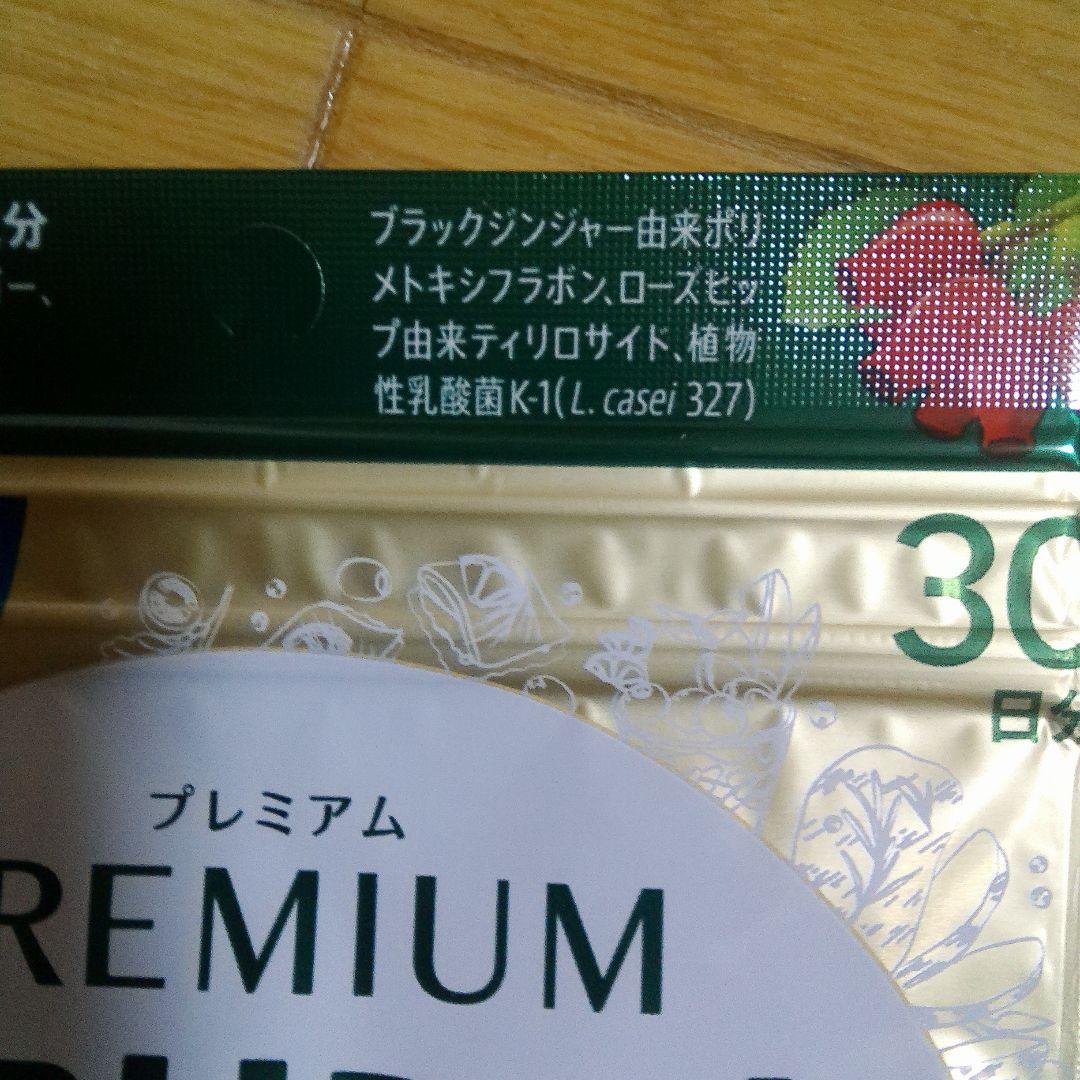 分
ー、
ブラックジンジャー由来ポリ
メトキシフラボン、ローズヒッ
プ由来ティリロサイド、植物
性乳酸菌K-1(L. casei 327)
30
日分
プレミアム
REMIUM